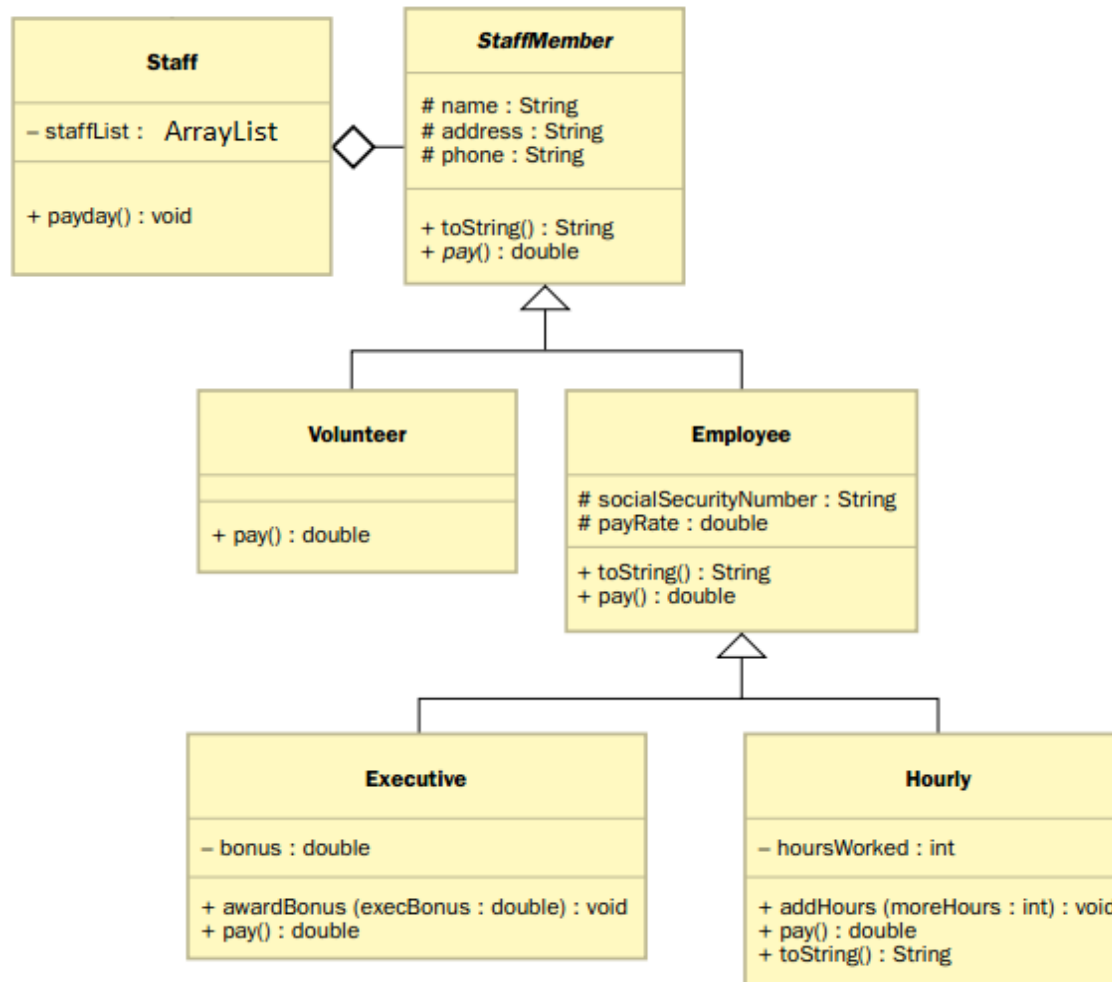 Staff
– staffList : ArrayList
+ payday() : void
StaffMember
# name : String
# address : String
# phone : String
+ toString() : String
+ pay() : double
Volunteer
+ pay() : double
Employee
# socialSecurityNumber : String
# payRate : double
+ toString() : String
+ pay() : double
Executive
– bonus : double
+ awardBonus (execBonus : double) : void
+ pay() : double
Hourly
– hoursWorked : int
+ addHours (moreHours : int) : void
+ pay() : double
+ toString() : String